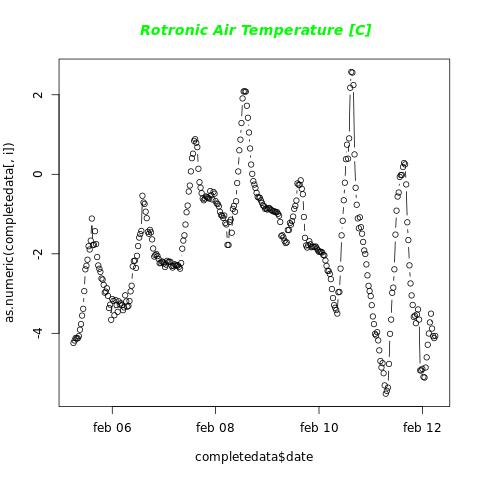 Rotronic Air Temperature [C]
as.numeric(completedata[, i])
2
0
-2
-4
feb 06
feb 08
feb 10
feb 12
completedata$date